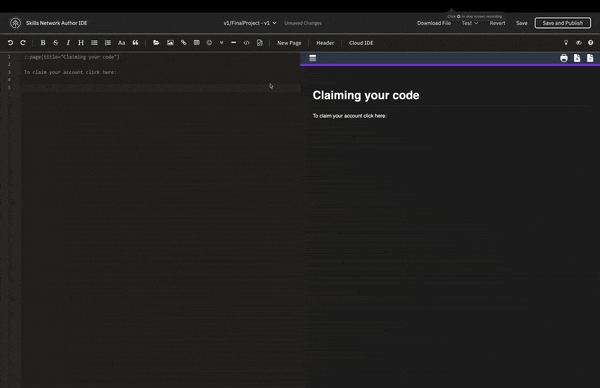 Click to stop screen recording
Skills Network Author IDE
v1/FinalProject - v1
Unsaved Changes
Download File
Test
Revert
Save
Save and Publish
B S I H Aa
New Page
Header
Cloud IDE
1 ::page{title="Claiming your code"}
2
3 To claim your account click here:
4
5
Claiming your code
To claim your account click here: